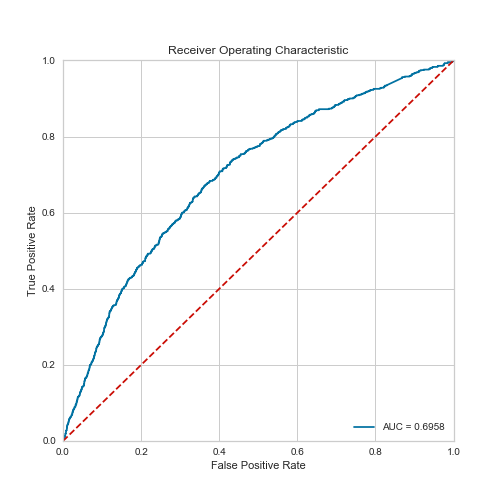 Receiver Operating Characteristic
1.0
0.8
0.6
0.4
0.2
0.0
True Positive Rate
0.0 0.2 0.4 0.6 0.8 1.0
False Positive Rate
AUC = 0.6958